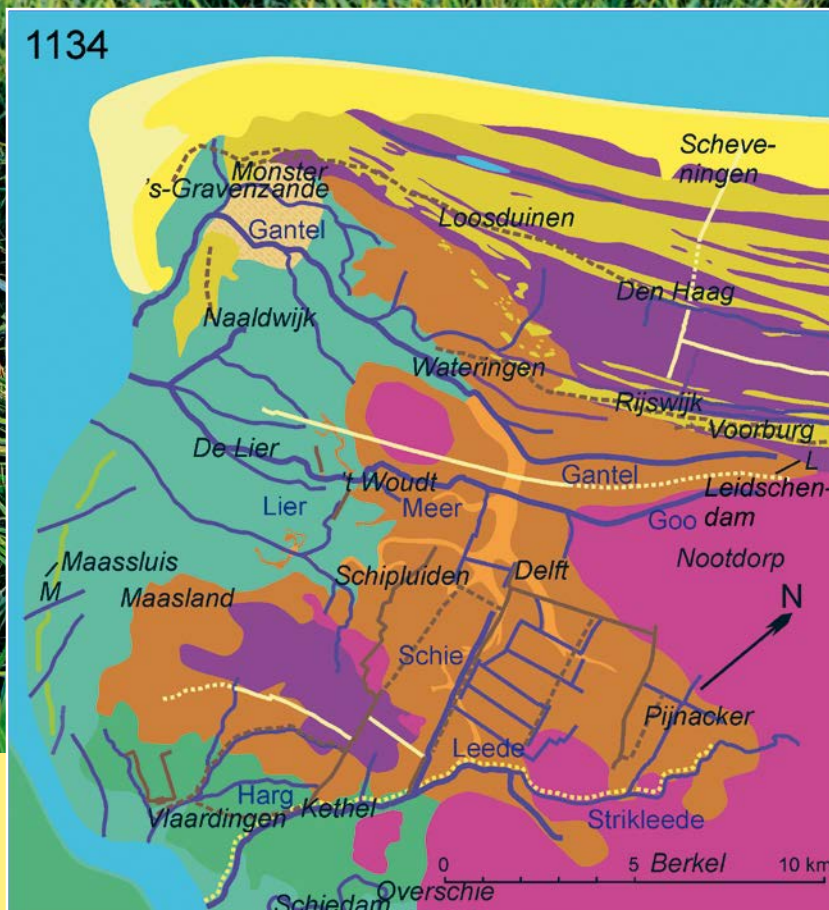 1134
Scheve-
ningen
Monster
's-Gravenzande
Gantel
Loosduinen
Den Haag
Naaldwijk
Wateringen
Rijswijk
Voorburg
De Lier
L
't Woudt
Gantel
Leidschen-
dam
Lier
Meer
Goo
Nootdorp
Maassluis
M
Maasland
Schipluiden
Delft
N
Schie
Pijnacker
Leede
Harg
Kethel
Vlaardingen
Strikleede
0 5 10 km
Berkel
Overschie
Schiedam